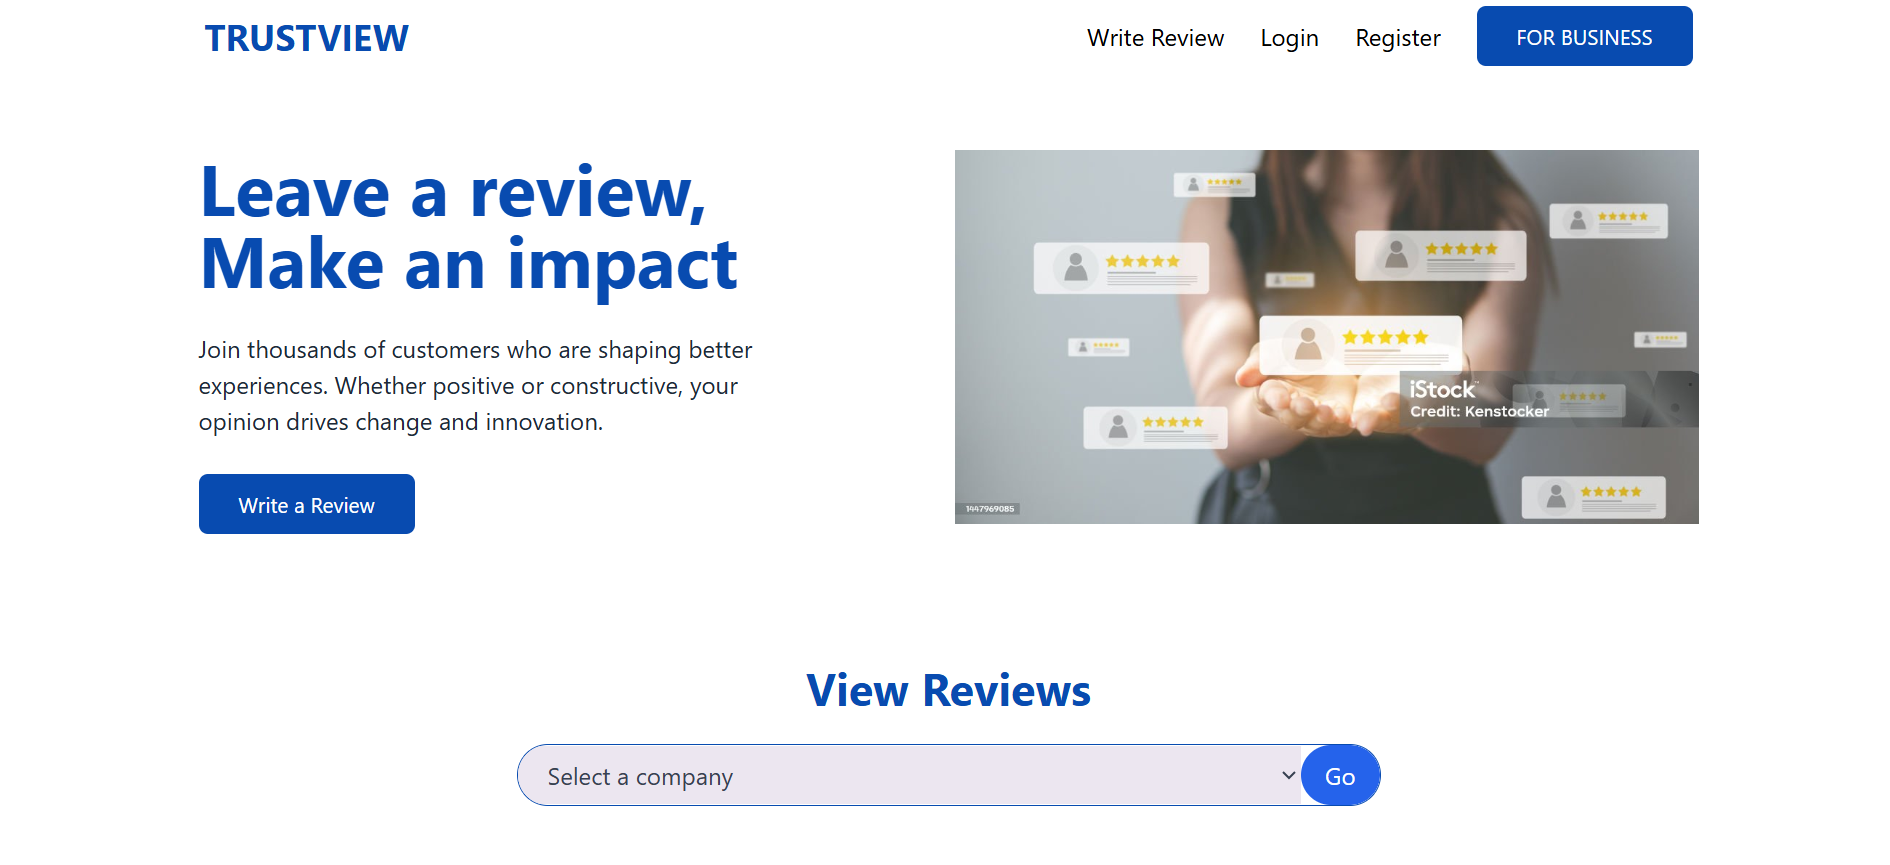 TRUSTVIEW
Write Review
Login
Register
FOR BUSINESS
Leave a review,
Make an impact
Join thousands of customers who are shaping better
experiences. Whether positive or constructive, your
opinion drives change and innovation.
Write a Review
iStock
Credit: Kenstocker
1447969085
View Reviews
Select a company
Go